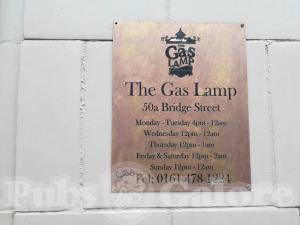 The
Gas
LAMP
The Gas Lamp
50a Bridge Street
Monday - Tuesday 4pm - 12am
Wednesday 12pm - 12am
Thursday 12pm - 1am
Friday & Saturday 12pm - 2am
Sunday 12pm - 12am
Tel: 0161 478 1224